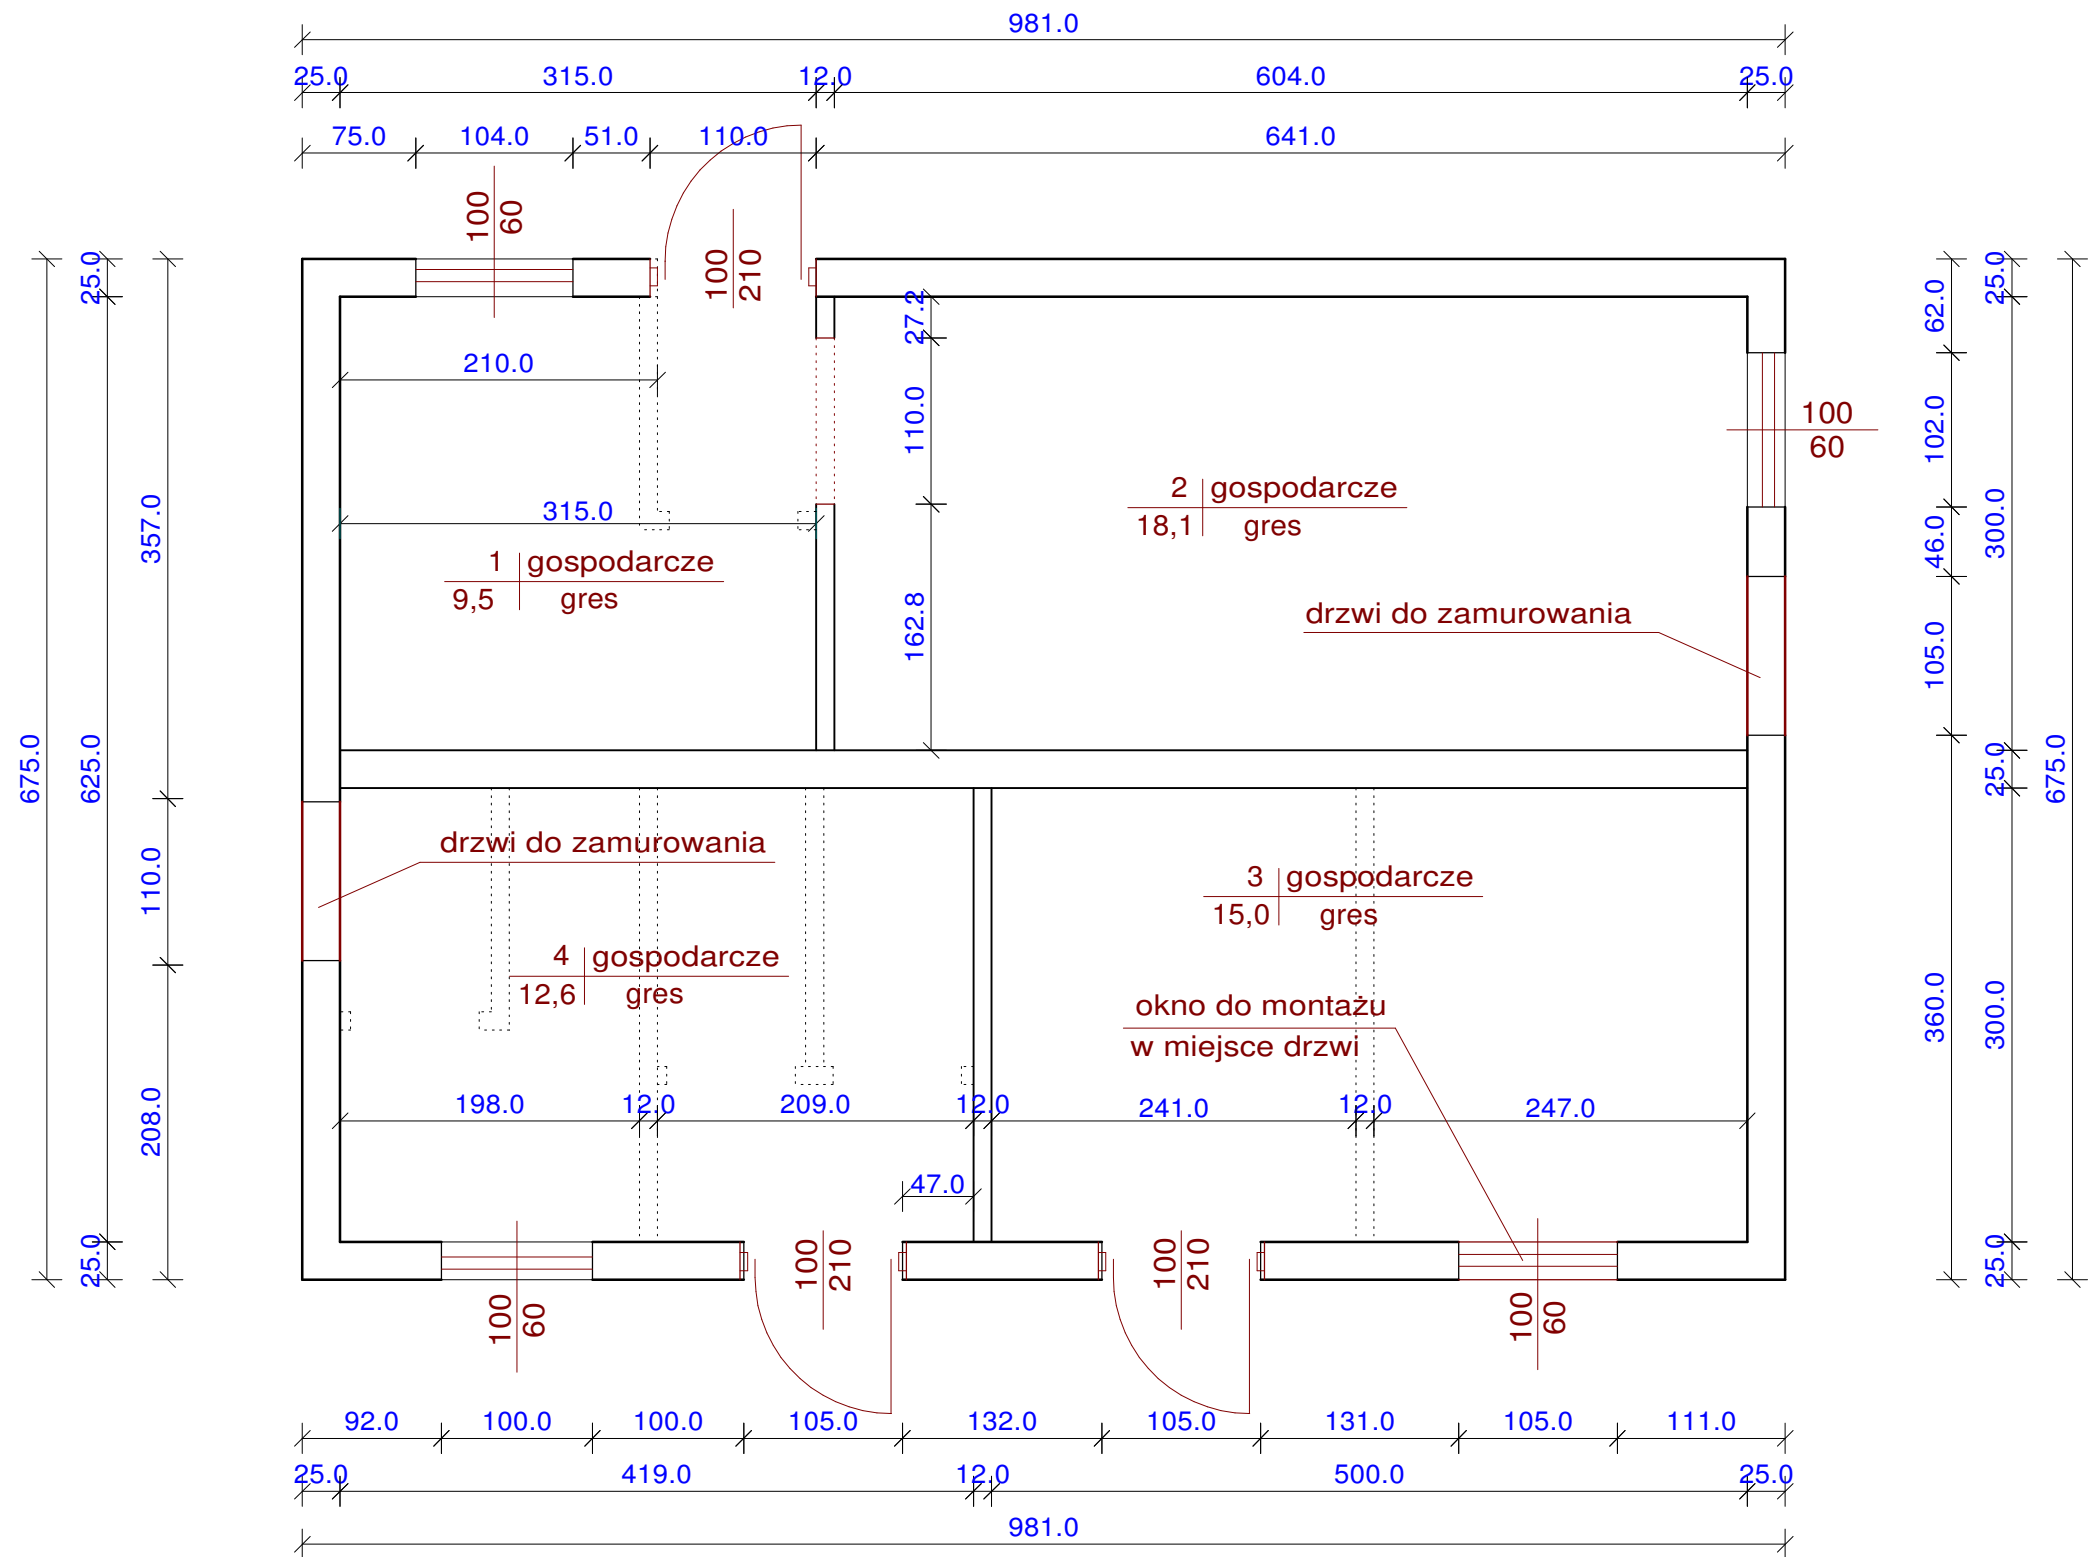 981.0
25.0 315.0 12.0 604.0 25.0
75.0 104.0 51.0 110.0 641.0
100
60
100
210
25.0
357.0
675.0
625.0
110.0
208.0
25.0
27.2
110.0
162.8
210.0
315.0
1 gospodarcze
9,5 gres
2 gospodarcze
18,1 gres
100
60
drzwi do zamurowania
62.0
102.0
46.0
105.0
360.0
25.0
300.0
25.0
300.0
25.0
675.0
drzwi do zamurowania
3 gospodarcze
15,0 gres
4 gospodarcze
12,6 gres
okno do montażu
w miejsce drzwi
198.0 12.0 209.0 12.0 241.0 12.0 247.0
47.0
100
60
100
210
100
210
100
60
92.0 100.0 100.0 105.0 132.0 105.0 131.0 105.0 111.0
25.0 419.0 12.0 500.0 25.0
981.0